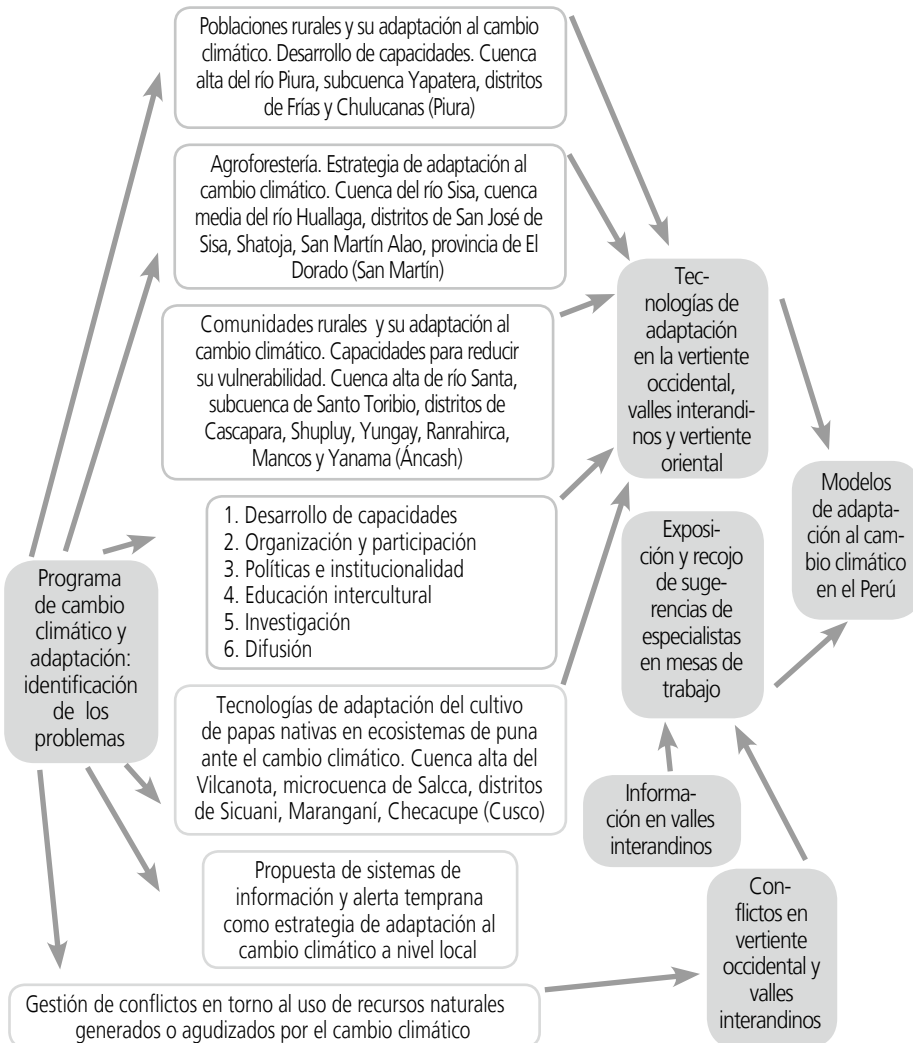 Poblaciones rurales y su adaptación al cambio
climático. Desarrollo de capacidades. Cuenca
alta del río Piura, subcuenca Yapatera, distritos
de Frías y Chulucanas (Piura)
Agroforestería. Estrategia de adaptación al
cambio climático. Cuenca del río Sisa, cuenca
media del río Huallaga, distritos de San José de
Sisa, Shatoja, San Martín Alao, provincia de El
Dorado (San Martín)
Comunidades rurales y su adaptación al
cambio climático. Capacidades para reducir
su vulnerabilidad. Cuenca alta de río Santa,
subcuenca de Santo Toribio, distritos de
Cascapara, Shupluy, Yungay, Ranrahirca,
Mancos y Yanama (Áncash)
1. Desarrollo de capacidades
2. Organización y participación
3. Políticas e institucionalidad
4. Educación intercultural
5. Investigación
6. Difusión
Programa
de cambio
climático y
adaptación:
identificación
de los
problemas
Tecnologías de adaptación del cultivo
de papas nativas en ecosistemas de puna
ante el cambio climático. Cuenca alta del
Vilcanota, microcuenca de Salcca, distritos
de Sicuani, Maranganí, Checacupe (Cusco)
Propuesta de sistemas de
información y alerta temprana
como estrategia de adaptación al
cambio climático a nivel local
Gestión de conflictos en torno al uso de recursos naturales
generados o agudizados por el cambio climático
Tec-
nologías de
adaptación
en la vertiente
occidental,
valles interandi-
nos y vertiente
oriental
Exposi-
ción y recojo
de suge-
rencias de
especialistas
en mesas de
trabajo
Informa-
ción en valles
interandinos
Con-
flictos en
vertiente
occidental y
valles
interandinos
Modelos
de adapta-
ción al cam-
bio climático
en el Perú